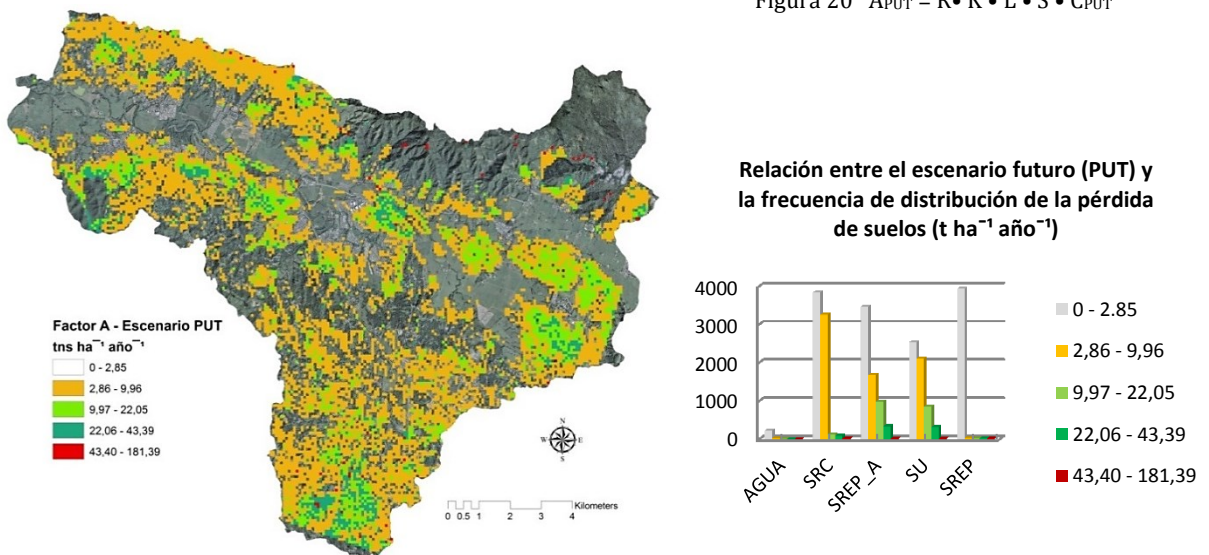 Figura 20 APUT = R• K • L • S • CPUT
Factor A - Escenario PUT
tns ha⁻¹ año⁻¹
0 - 2,85
2,86 - 9,96
9,97 - 22,05
22,06 - 43,39
43,40 - 181,39
N
W E
S
0 0.5 1 2 3 4 Kilometers
Relación entre el escenario futuro (PUT) y
la frecuencia de distribución de la pérdida
de suelos (t ha⁻¹ año⁻¹)
4000
3000
2000
1000
0
AGUA
SRC
SREP_A
SU
SREP
0 - 2.85
2,86 - 9,96
9,97 - 22,05
22,06 - 43,39
43,40 - 181,39